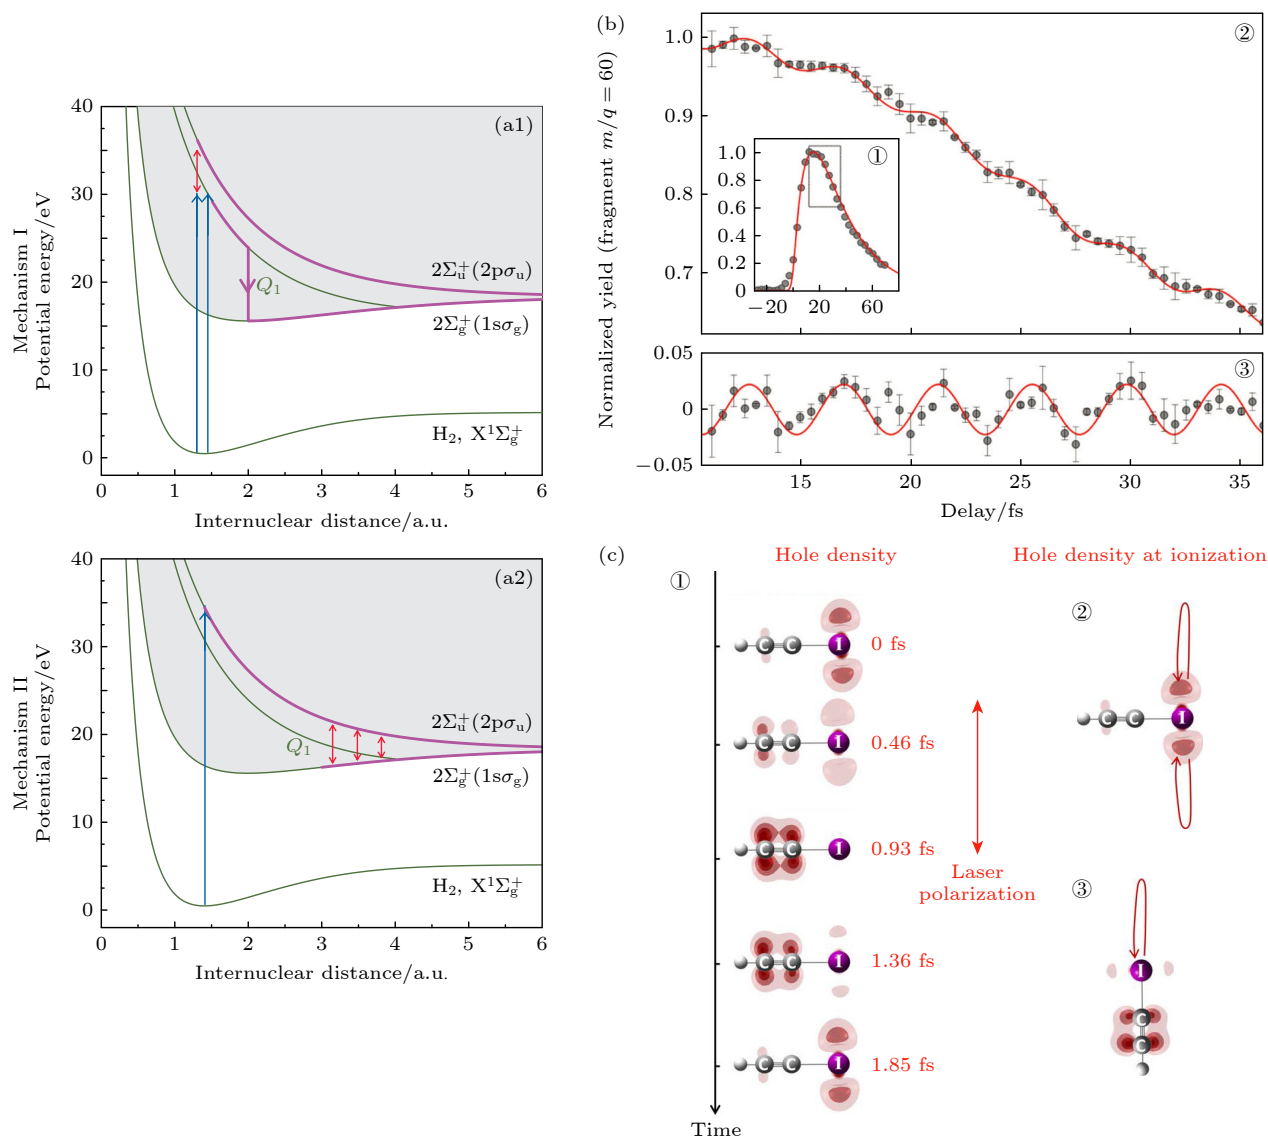 Mechanism I
Potential energy/eV
40
30
20
10
0
(a1)
2Σu+(2pσu)
Q1
2Σg+(1sσg)
H2, X1Σg+
0 1 2 3 4 5 6
Internuclear distance/a.u.
Mechanism II
Potential energy/eV
40
30
20
10
0
(a2)
2Σu+(2pσu)
Q1
2Σg+(1sσg)
H2, X1Σg+
0 1 2 3 4 5 6
Internuclear distance/a.u.
(b)
Normalized yield (fragment m/q = 60)
1.0
0.9
0.8
0.7
②
①
1.0
0.8
0.6
0.4
0.2
0
−20 0 20 60
③
0.05
0
−0.05
15 20 25 30 35
Delay/fs
(c)
Hole density
Hole density at ionization
①
C C I
0 fs
C C I
0.46 fs
C C I
0.93 fs
C C I
1.36 fs
C C I
1.85 fs
Time
Laser
polarization
②
C C I
③
I
C
C
H